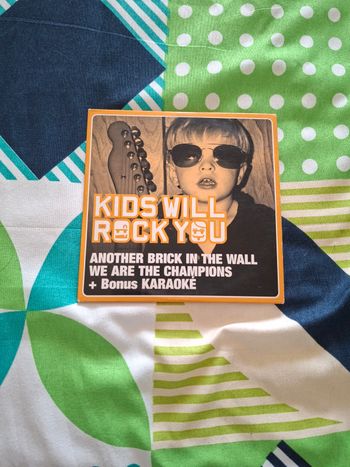 KIDS WILL
ROCK YOU
ANOTHER BRICK IN THE WALL
WE ARE THE CHAMPIONS
+ Bonus KARAOKÉ